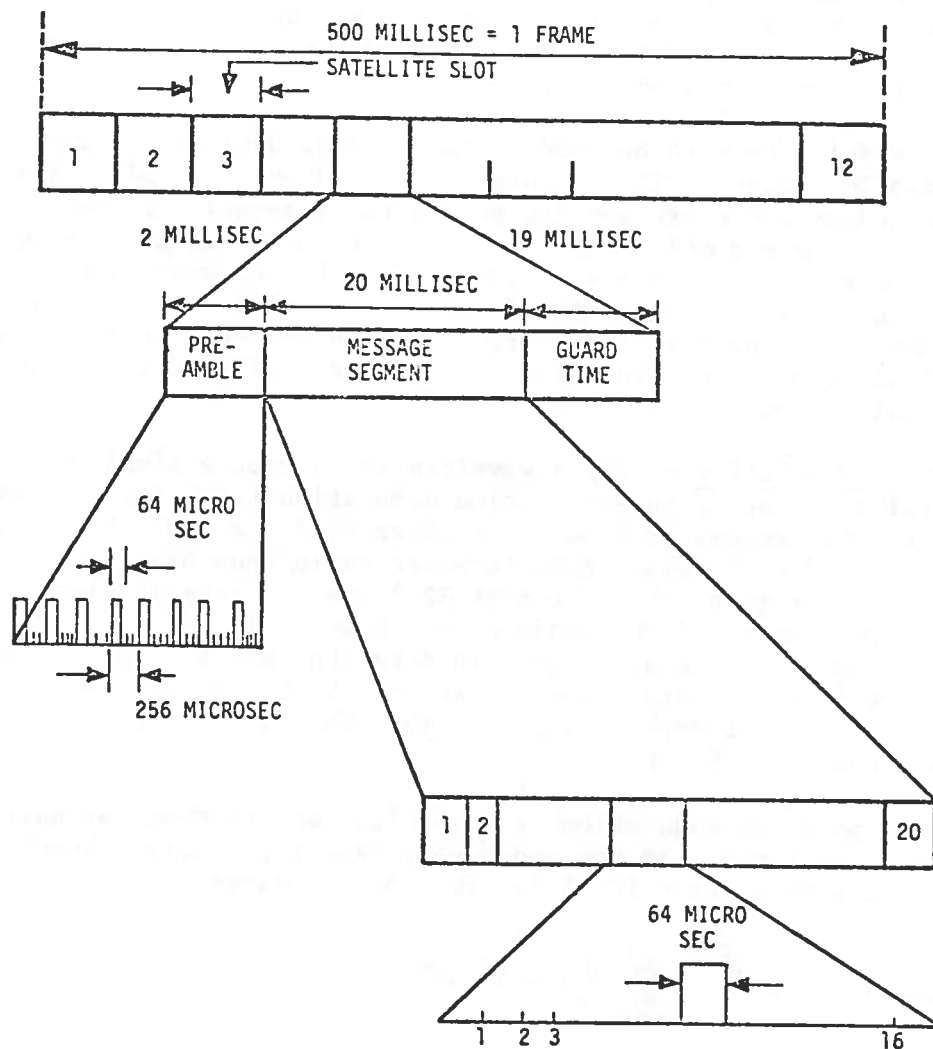 500 MILLISEC = 1 FRAME
SATELLITE SLOT
1 2 3 12
2 MILLISEC 19 MILLISEC
20 MILLISEC
PRE-
AMBLE
MESSAGE
SEGMENT
GUARD
TIME
64 MICRO
SEC
256 MICROSEC
1 2 20
64 MICRO
SEC
1 2 3 16